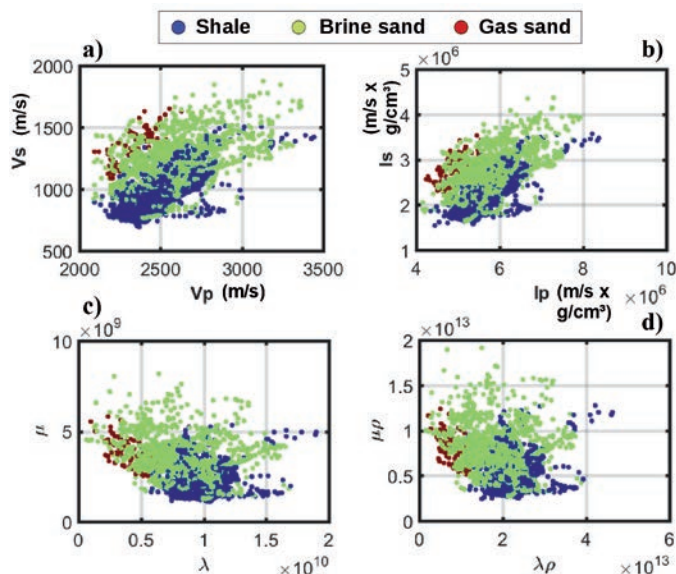 Shale Brine sand Gas sand
a)
2000
1500
1000
500
Vs (m/s)
2000 2500 3000 3500
Vp (m/s)
b)
× 10⁶
5
4
3
2
1
Is (m/s x
g/cm³)
4 6 8 10
Ip (m/s x
g/cm³)
× 10⁶
c)
× 10⁹
10
5
0
μ
0 0.5 1 1.5 2
λ
× 10¹⁰
d)
× 10¹³
2
1.5
1
0.5
0
μρ
0 2 4 6
λρ
× 10¹³